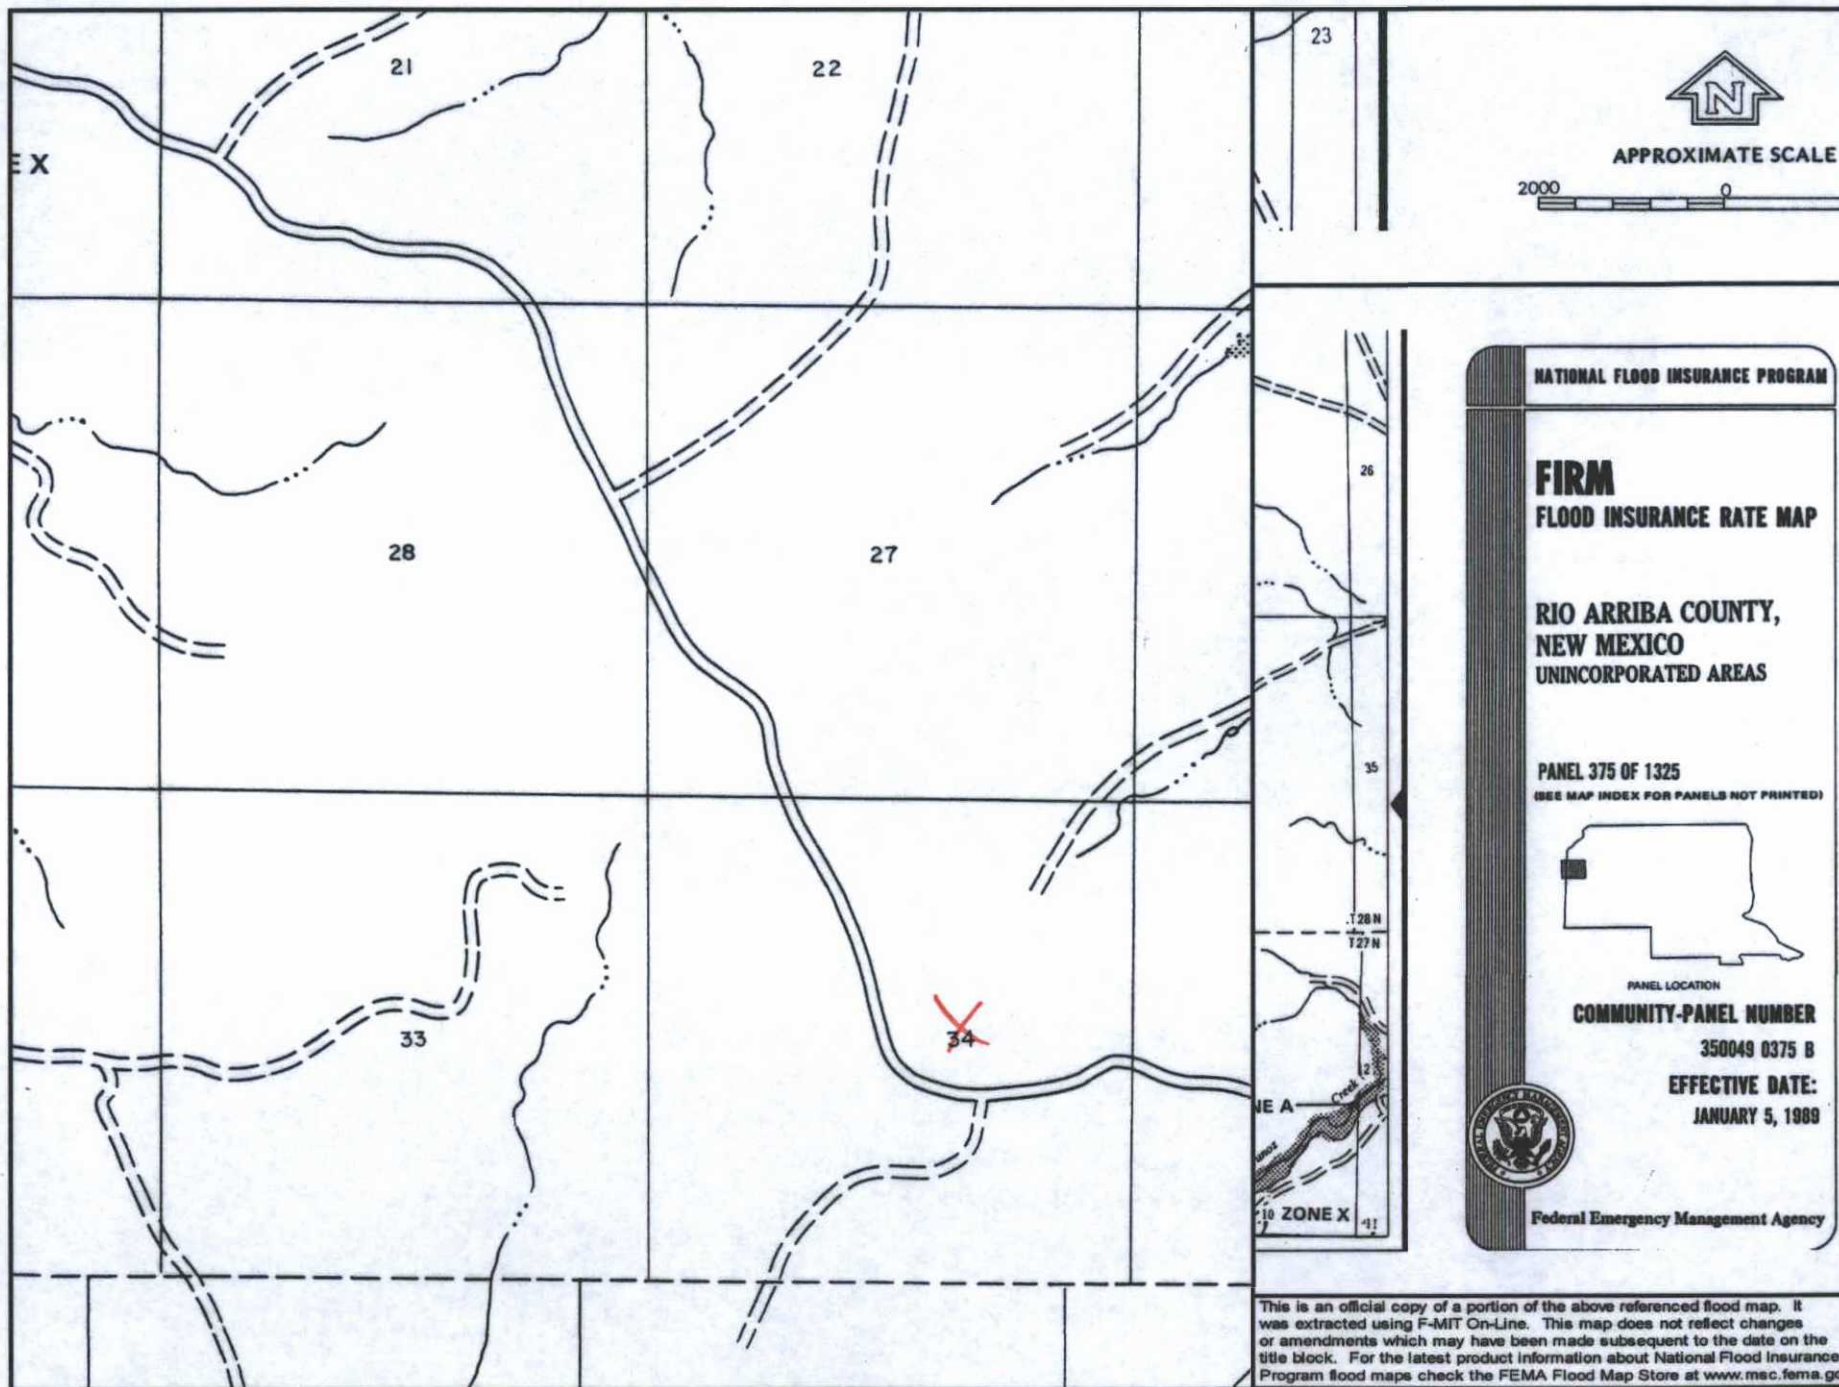 21
22
23
E X
N
APPROXIMATE SCALE
2000 0
NATIONAL FLOOD INSURANCE PROGRAM
FIRM
FLOOD INSURANCE RATE MAP
26
28
27
RIO ARRIBA COUNTY,
NEW MEXICO
UNINCORPORATED AREAS
35
PANEL 375 OF 1325
(SEE MAP INDEX FOR PANELS NOT PRINTED)
T28N
T27N
PANEL LOCATION
33
34
COMMUNITY-PANEL NUMBER
350049 0375 B
EFFECTIVE DATE:
JANUARY 5, 1989
2
Creek
NE A
10 ZONE X 11
Federal Emergency Management Agency
This is an official copy of a portion of the above referenced flood map. It
was extracted using F-MIT On-Line. This map does not reflect changes
or amendments which may have been made subsequent to the date on the
title block. For the latest product information about National Flood Insurance
Program flood maps check the FEMA Flood Map Store at www.msc.fema.go